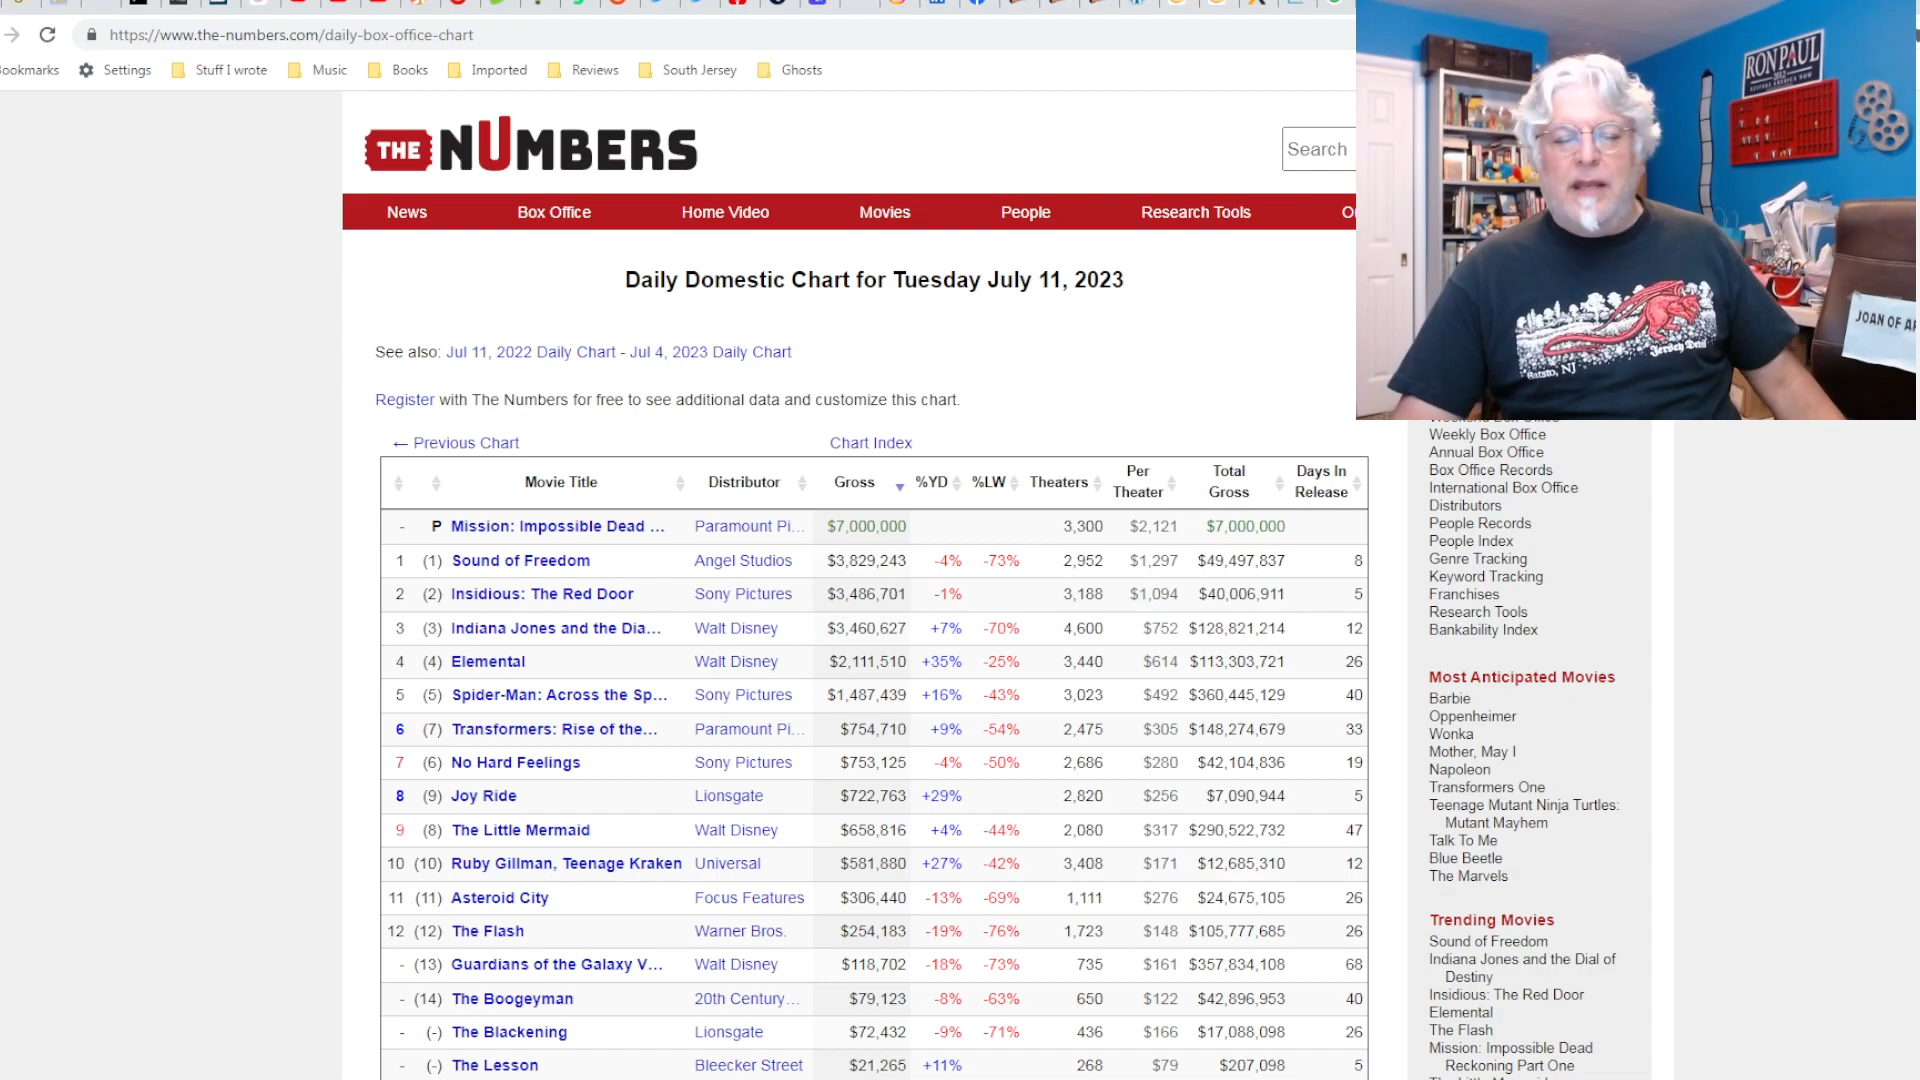 https://www.the-numbers.com/daily-box-office-chart
ookmarks Settings Stuff I wrote Music Books Imported Reviews South Jersey Ghosts
THE NUMBERS
Search
News Box Office Home Video Movies People Research Tools
Daily Domestic Chart for Tuesday July 11, 2023
See also: Jul 11, 2022 Daily Chart - Jul 4, 2023 Daily Chart
Register with The Numbers for free to see additional data and customize this chart.
← Previous Chart Chart Index
Movie Title Distributor Gross %YD %LW Theaters Per Theater Total Gross Days In Release
- P Mission: Impossible Dead … Paramount Pi… $7,000,000 3,300 $2,121 $7,000,000
1 (1) Sound of Freedom Angel Studios $3,829,243 -4% -73% 2,952 $1,297 $49,497,837 8
2 (2) Insidious: The Red Door Sony Pictures $3,486,701 -1% 3,188 $1,094 $40,006,911 5
3 (3) Indiana Jones and the Dia… Walt Disney $3,460,627 +7% -70% 4,600 $752 $128,821,214 12
4 (4) Elemental Walt Disney $2,111,510 +35% -25% 3,440 $614 $113,303,721 26
5 (5) Spider-Man: Across the Sp… Sony Pictures $1,487,439 +16% -43% 3,023 $492 $360,445,129 40
6 (7) Transformers: Rise of the… Paramount Pi… $754,710 +9% -54% 2,475 $305 $148,274,679 33
7 (6) No Hard Feelings Sony Pictures $753,125 -4% -50% 2,686 $280 $42,104,836 19
8 (9) Joy Ride Lionsgate $722,763 +29% 2,820 $256 $7,090,944 5
9 (8) The Little Mermaid Walt Disney $658,816 +4% -44% 2,080 $317 $290,522,732 47
10 (10) Ruby Gillman, Teenage Kraken Universal $581,880 +27% -42% 3,408 $171 $12,685,310 12
11 (11) Asteroid City Focus Features $306,440 -13% -69% 1,111 $276 $24,675,105 26
12 (12) The Flash Warner Bros. $254,183 -19% -76% 1,723 $148 $105,777,685 26
- (13) Guardians of the Galaxy V… Walt Disney $118,702 -18% -73% 735 $161 $357,834,108 68
- (14) The Boogeyman 20th Century… $79,123 -8% -63% 650 $122 $42,896,953 40
- (-) The Blackening Lionsgate $72,432 -9% -71% 436 $166 $17,088,098 26
- (-) The Lesson Bleecker Street $21,265 +11% 268 $79 $207,098 5
RON PAUL
2012
JOAN OF
Batsto, NJ
Jersey Devil
Weekly Box Office
Annual Box Office
Box Office Records
International Box Office
Distributors
People Records
People Index
Genre Tracking
Keyword Tracking
Franchises
Research Tools
Bankability Index
Most Anticipated Movies
Barbie
Oppenheimer
Wonka
Mother, May I
Napoleon
Transformers One
Teenage Mutant Ninja Turtles:
Mutant Mayhem
Talk To Me
Blue Beetle
The Marvels
Trending Movies
Sound of Freedom
Indiana Jones and the Dial of
Destiny
Insidious: The Red Door
Elemental
The Flash
Mission: Impossible Dead
Reckoning Part One